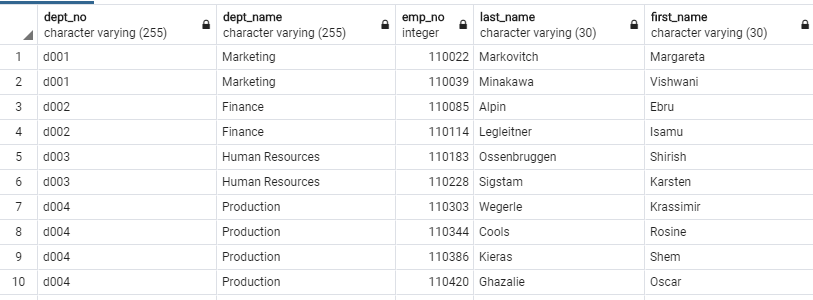 dept_no dept_name emp_no last_name first_name
character varying (255) character varying (255) integer character varying (30) character varying (30)
1 d001 Marketing 110022 Markovitch Margareta
2 d001 Marketing 110039 Minakawa Vishwani
3 d002 Finance 110085 Alpin Ebru
4 d002 Finance 110114 Legleitner Isamu
5 d003 Human Resources 110183 Ossenbruggen Shirish
6 d003 Human Resources 110228 Sigstam Karsten
7 d004 Production 110303 Wegerle Krassimir
8 d004 Production 110344 Cools Rosine
9 d004 Production 110386 Kieras Shem
10 d004 Production 110420 Ghazalie Oscar